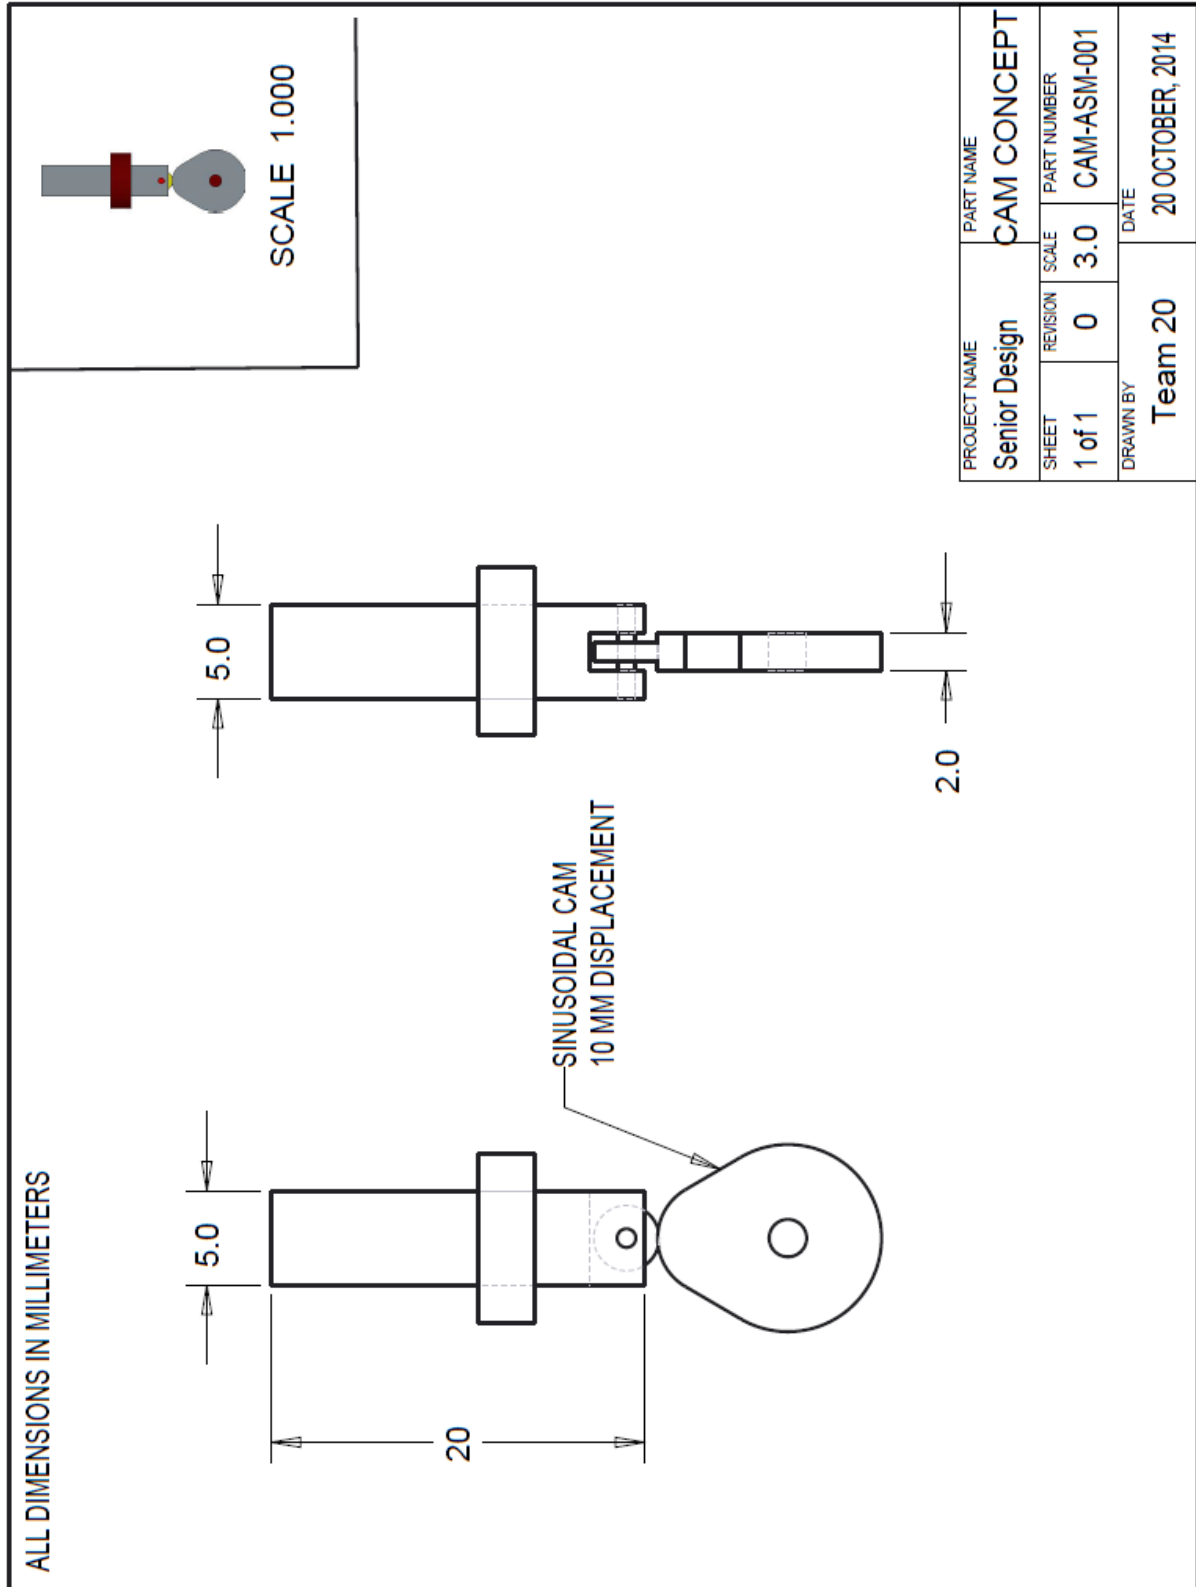 ALL DIMENSIONS IN MILLIMETERS
SCALE 1.000
5.0
20
5.0
SINUSOIDAL CAM
10 MM DISPLACEMENT
2.0
PROJECT NAME
Senior Design
PART NAME
CAM CONCEPT
SHEET
1 of 1
REVISION
0
SCALE
3.0
PART NUMBER
CAM-ASM-001
DRAWN BY
Team 20
DATE
20 OCTOBER, 2014